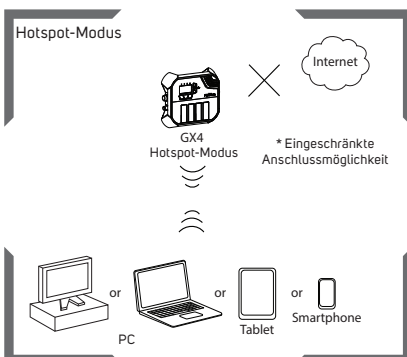 Hotspot-Modus
Internet
GX4
Hotspot-Modus
* Eingeschränkte
Anschlussmöglichkeit
or
or
or
PC
Tablet
Smartphone